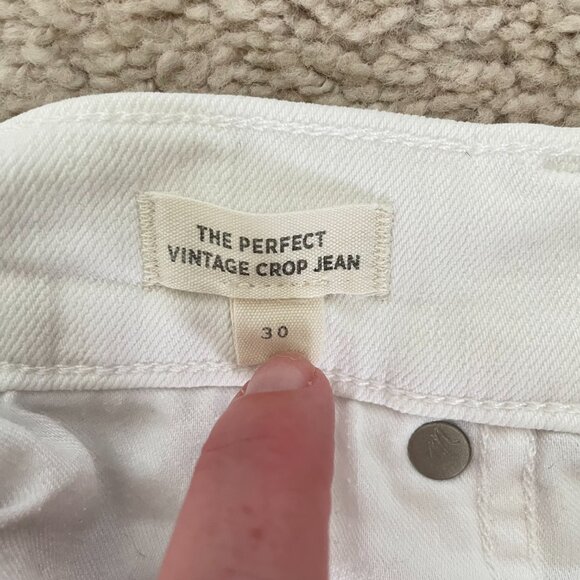 THE PERFECT
VINTAGE CROP JEAN
30